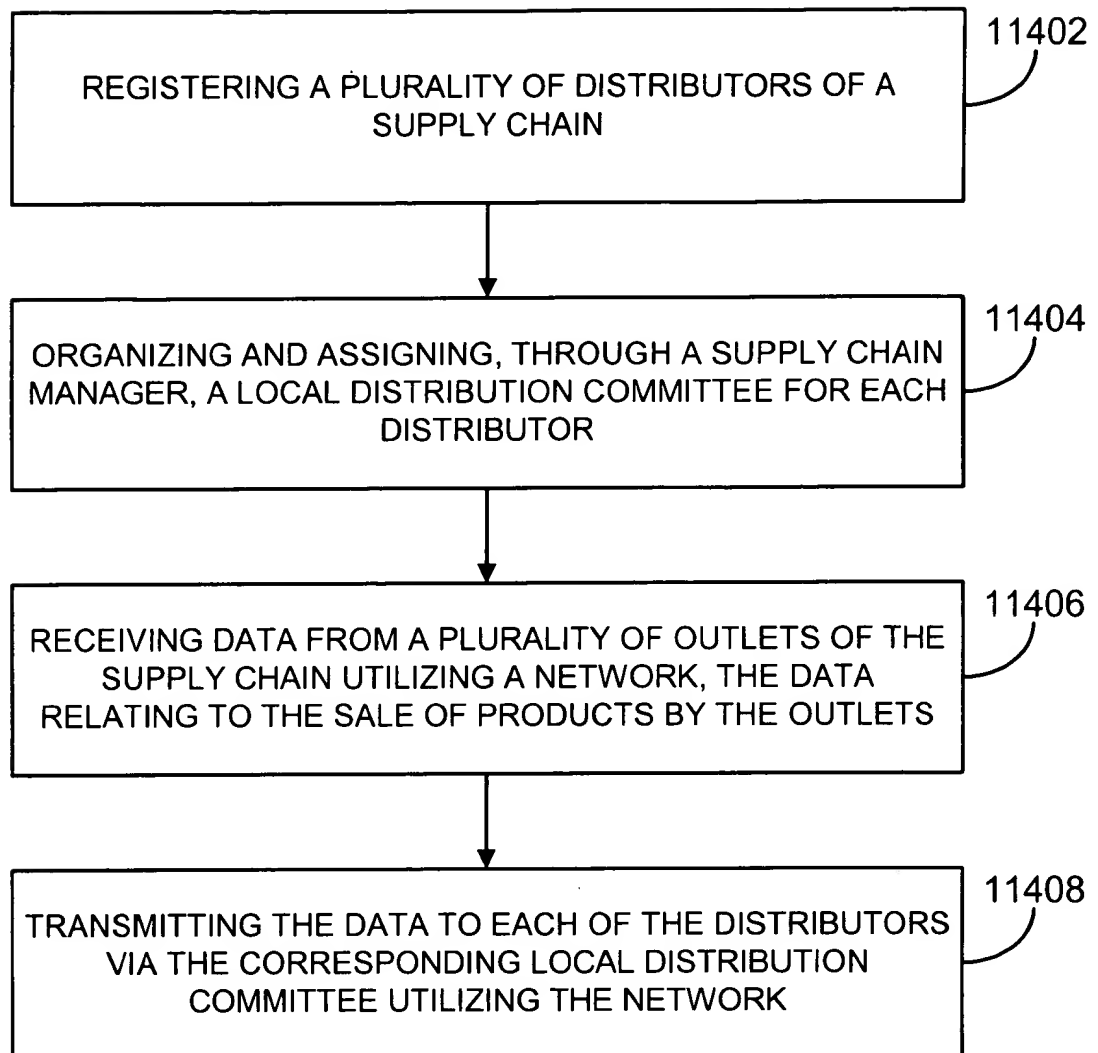 11402
REGISTERING A PLURALITY OF DISTRIBUTORS OF A
SUPPLY CHAIN
11404
ORGANIZING AND ASSIGNING, THROUGH A SUPPLY CHAIN
MANAGER, A LOCAL DISTRIBUTION COMMITTEE FOR EACH
DISTRIBUTOR
11406
RECEIVING DATA FROM A PLURALITY OF OUTLETS OF THE
SUPPLY CHAIN UTILIZING A NETWORK, THE DATA
RELATING TO THE SALE OF PRODUCTS BY THE OUTLETS
11408
TRANSMITTING THE DATA TO EACH OF THE DISTRIBUTORS
VIA THE CORRESPONDING LOCAL DISTRIBUTION
COMMITTEE UTILIZING THE NETWORK